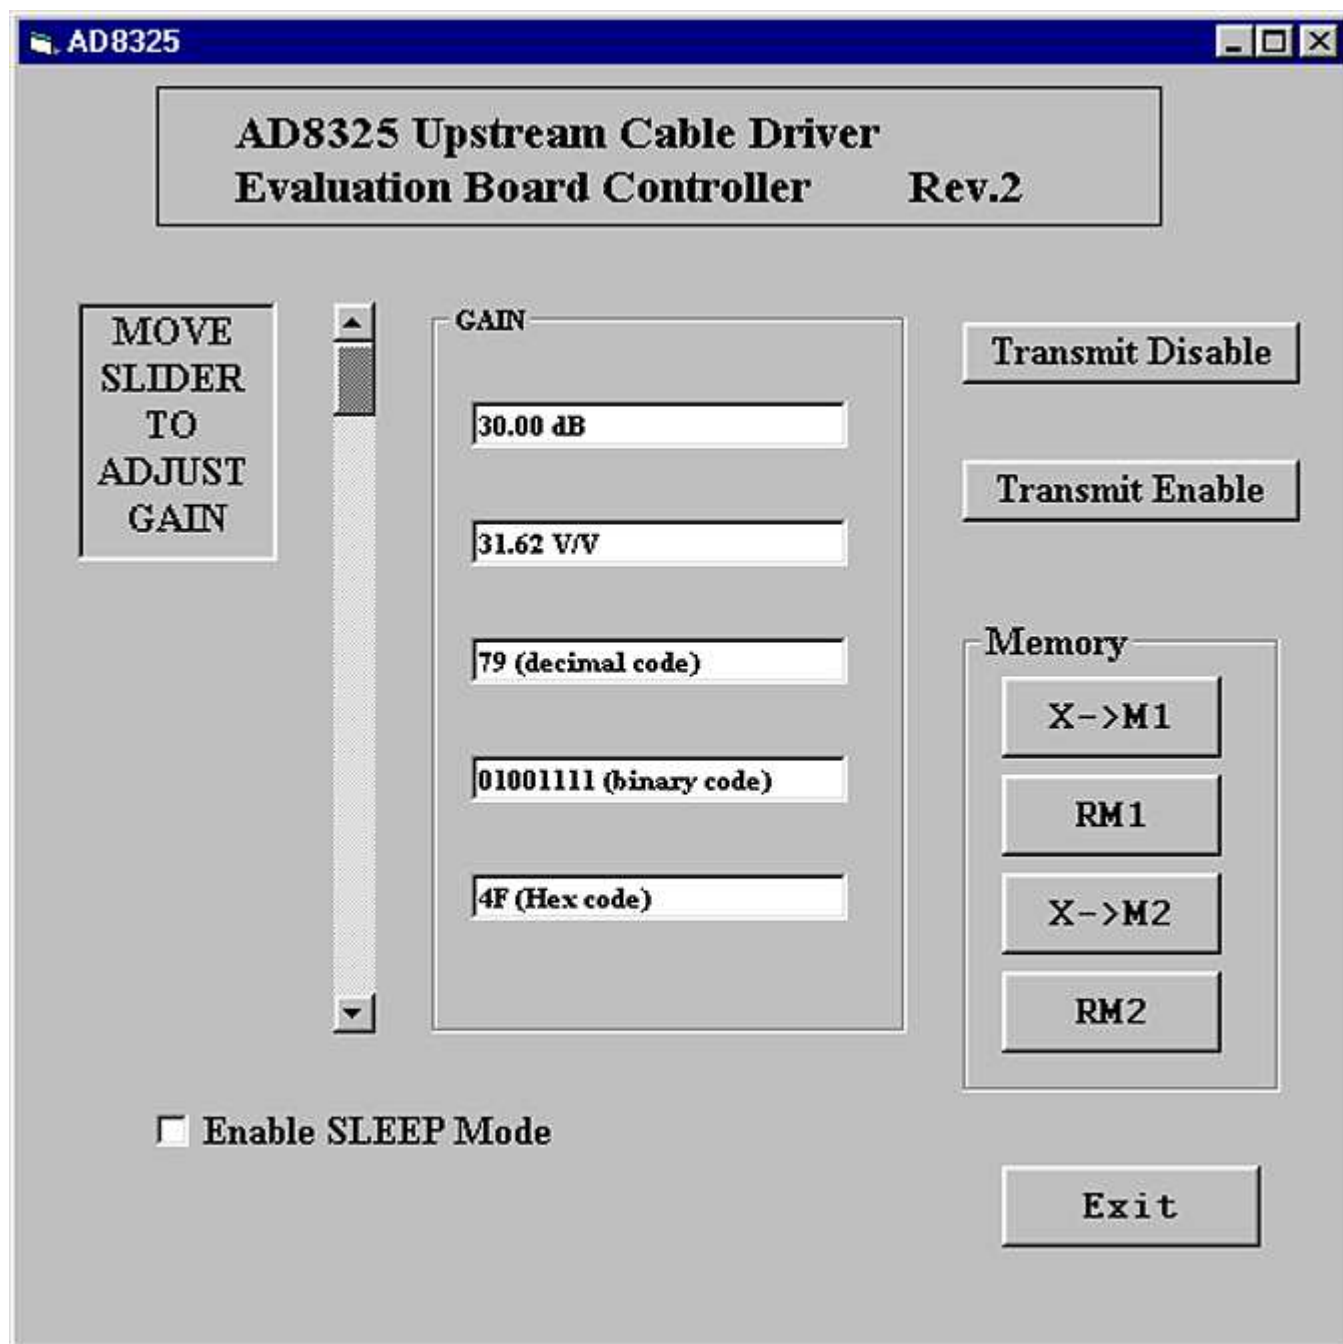 AD8325
AD8325 Upstream Cable Driver
Evaluation Board Controller Rev.2
MOVE
SLIDER
TO
ADJUST
GAIN
GAIN
30.00 dB
31.62 V/V
79 (decimal code)
01001111 (binary code)
4F (Hex code)
Transmit Disable
Transmit Enable
Memory
X->M1
RM1
X->M2
RM2
Enable SLEEP Mode
Exit